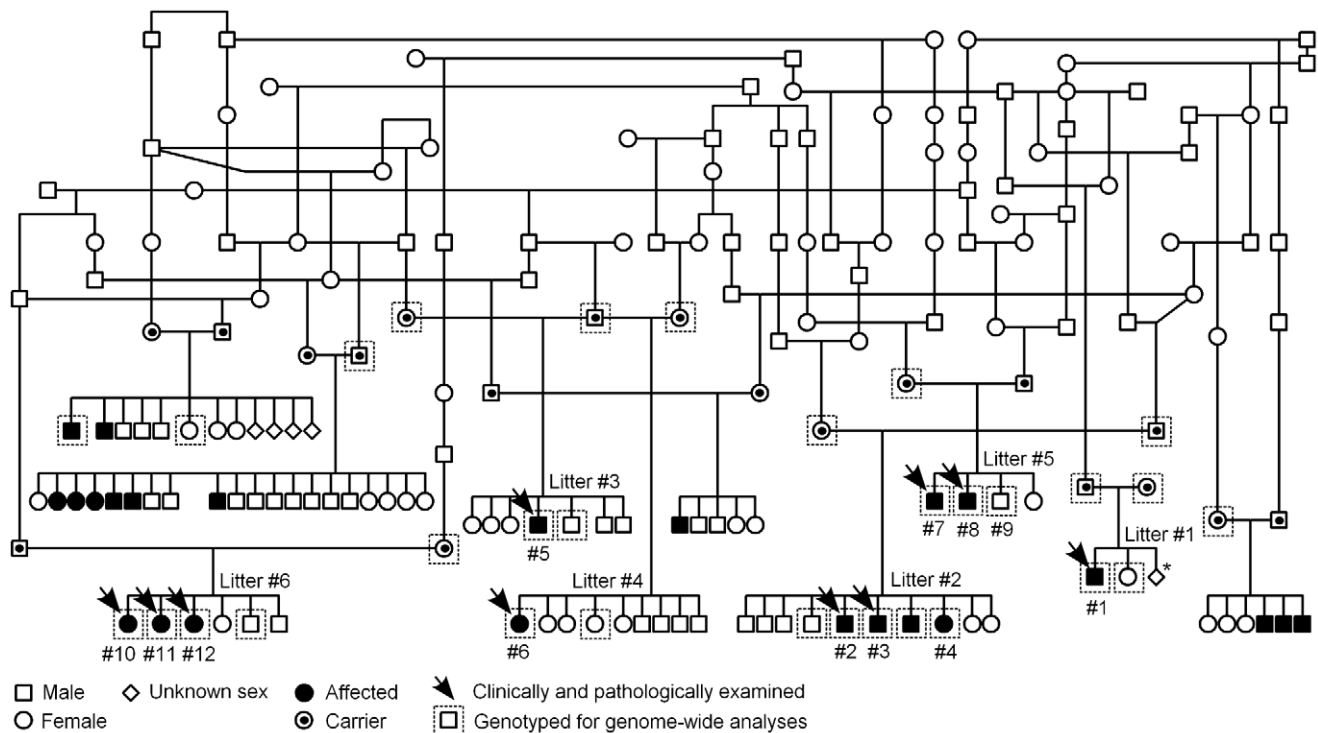 Litter #5
Litter #3
#7 #8 #9
Litter #1
#5
*
#1
Litter #6
Litter #4
Litter #2
#10 #11 #12
#6
#2 #3 #4
Male Unknown sex Affected Clinically and pathologically examined
Female Carrier Genotyped for genome-wide analyses